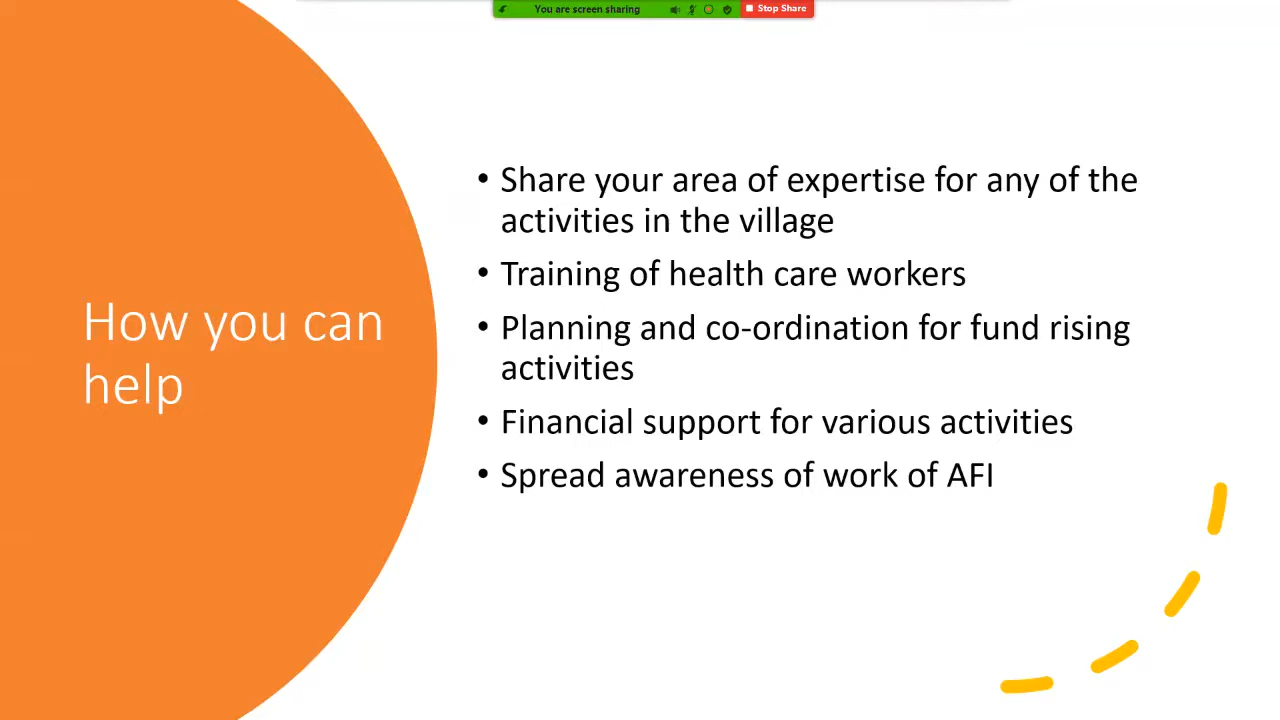 You are screen sharing
Stop Share
How you can
help
• Share your area of expertise for any of the
activities in the village
• Training of health care workers
• Planning and co-ordination for fund rising
activities
• Financial support for various activities
• Spread awareness of work of AFI